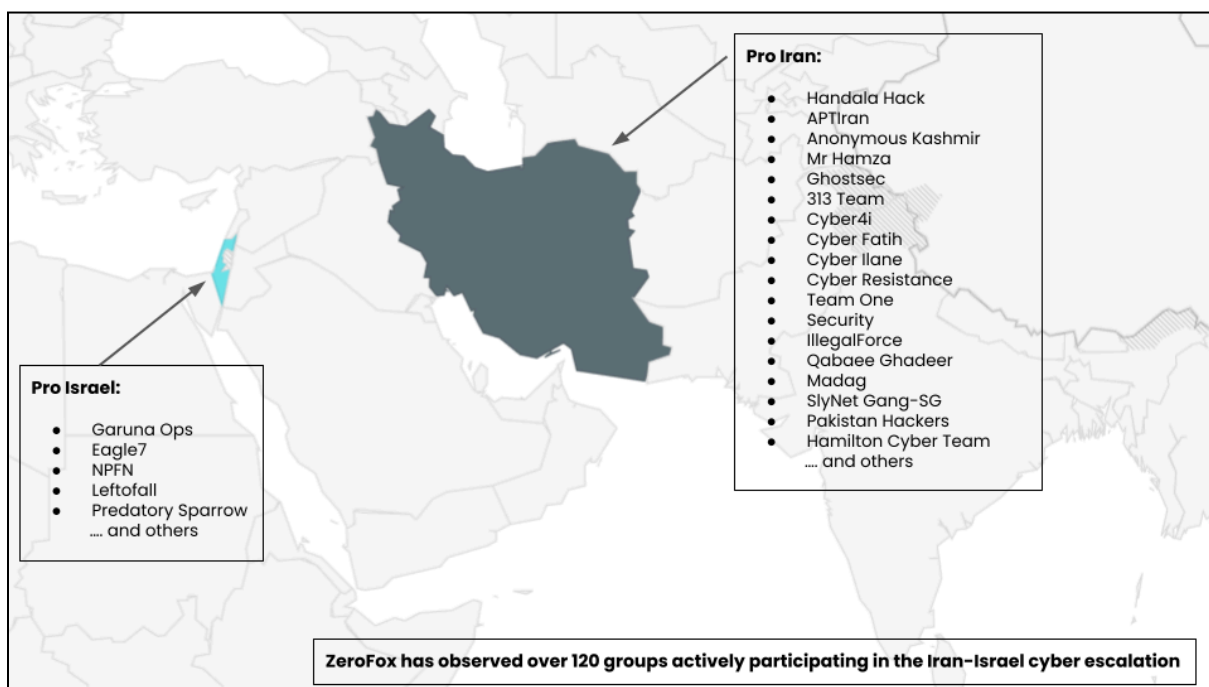 Pro Iran:
● Handala Hack
● APTIran
● Anonymous Kashmir
● Mr Hamza
● Ghostsec
● 313 Team
● Cyber4i
● Cyber Fatih
● Cyber Ilane
● Cyber Resistance
● Team One
● Security
● IllegalForce
● Qabaee Ghadeer
● Madag
● SlyNet Gang-SG
● Pakistan Hackers
● Hamilton Cyber Team
.... and others
Pro Israel:
● Garuna Ops
● Eagle7
● NPFN
● Leftofall
● Predatory Sparrow
.... and others
ZeroFox has observed over 120 groups actively participating in the Iran-Israel cyber escalation